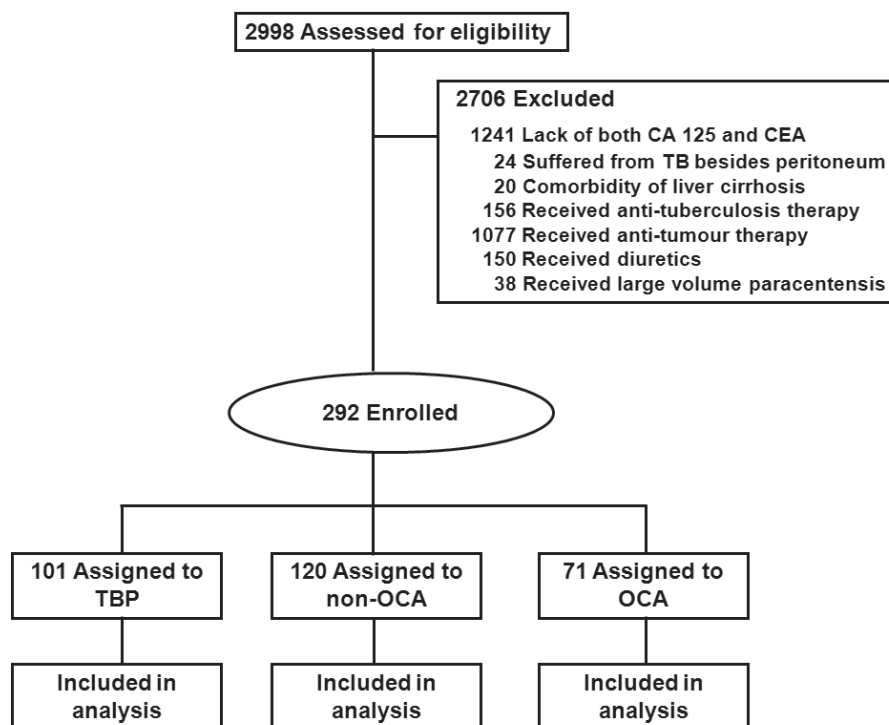 2998 Assessed for eligibility
2706 Excluded
1241 Lack of both CA 125 and CEA
24 Suffered from TB besides peritoneum
20 Comorbidity of liver cirrhosis
156 Received anti-tuberculosis therapy
1077 Received anti-tumour therapy
150 Received diuretics
38 Received large volume paracentensis
292 Enrolled
101 Assigned to
TBP
120 Assigned to
non-OCA
71 Assigned to
OCA
Included in
analysis
Included in
analysis
Included in
analysis